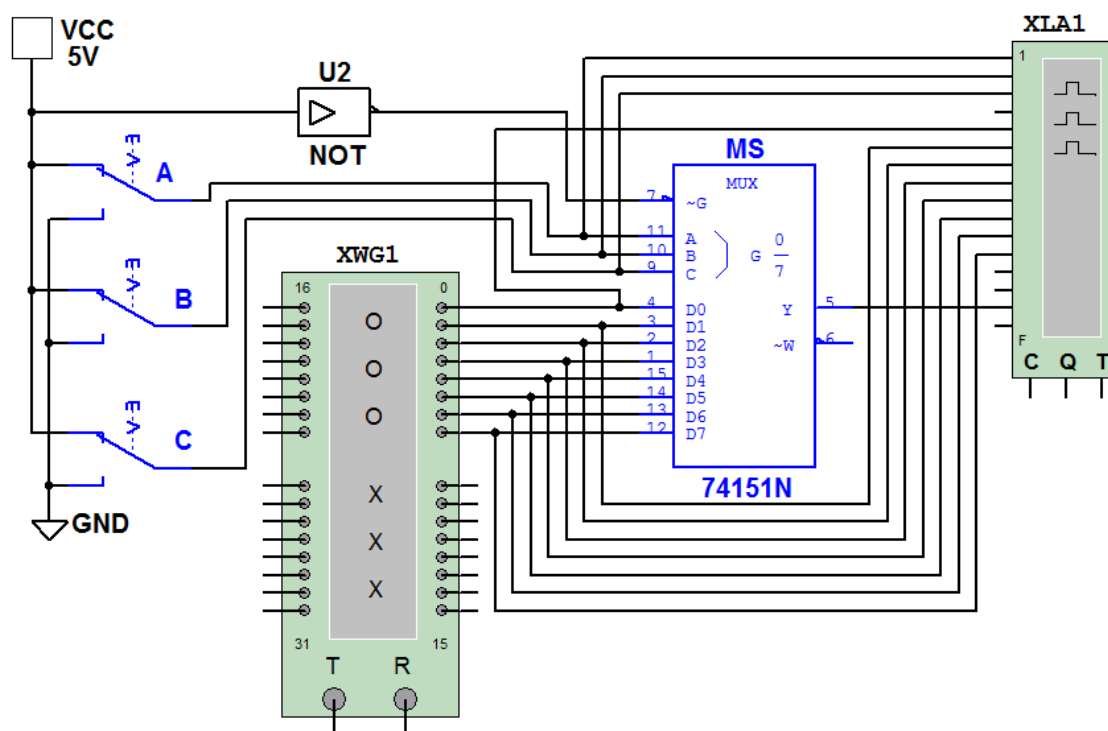 VCC
5V
U2
NOT
A
B
C
GND
XWG1
16 0
O
O
O
X
X
X
31 15
T R
MS
MUX
7 ~G
11 A
10 B
9 C
G 0
7
4 D0
3 D1
2 D2
1 D3
15 D4
14 D5
13 D6
12 D7
Y 5
~W 6
74151N
XLA1
1
F
C Q T